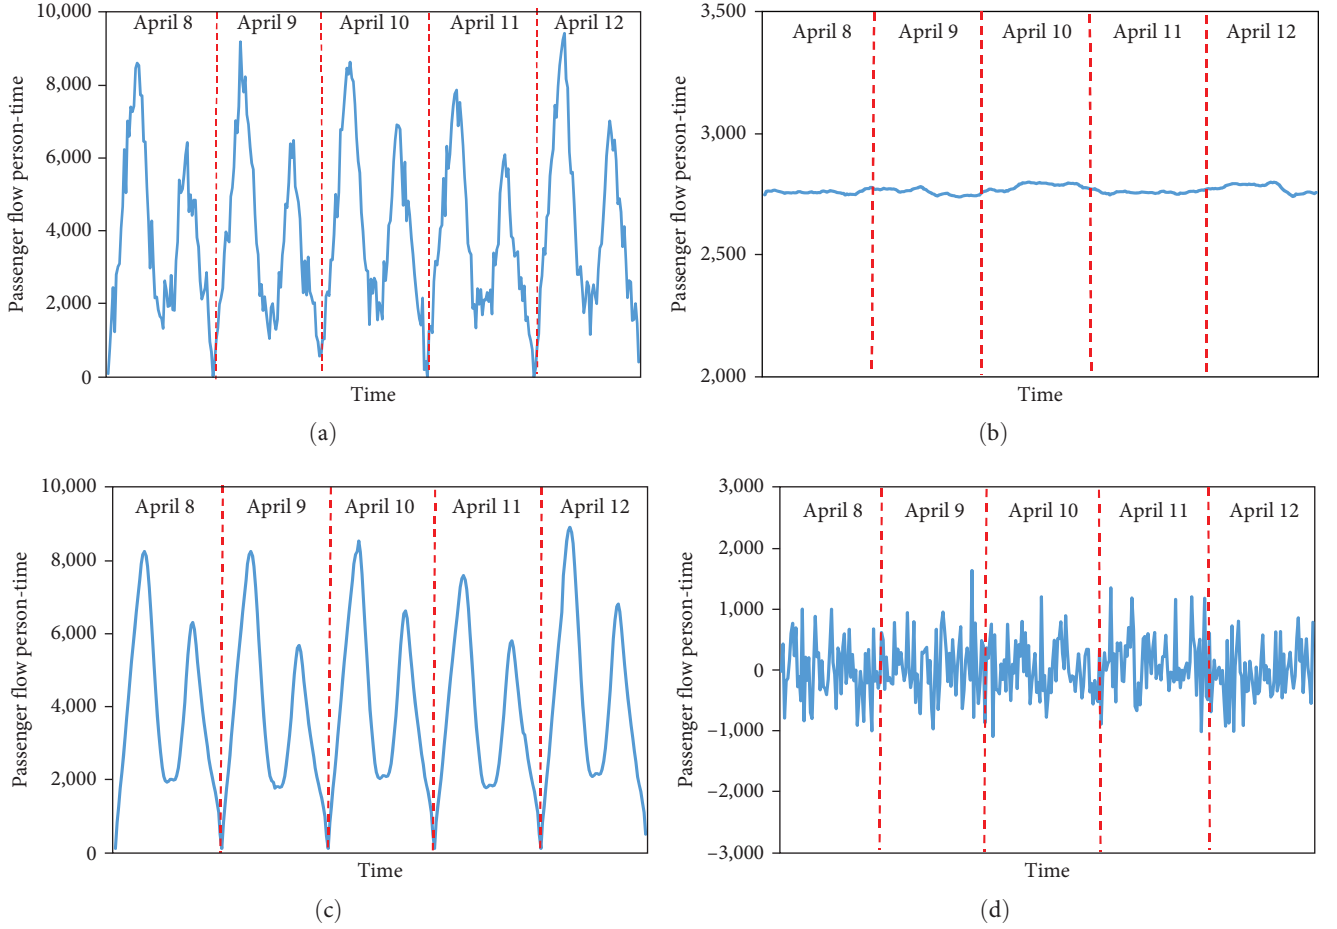 10,000
8,000
6,000
4,000
2,000
0
Passenger flow person-time
April 8
April 9
April 10
April 11
April 12
Time
(a)
3,500
3,000
2,500
2,000
Passenger flow person-time
April 8
April 9
April 10
April 11
April 12
Time
(b)
10,000
8,000
6,000
4,000
2,000
0
Passenger flow person-time
April 8
April 9
April 10
April 11
April 12
Time
(c)
3,000
2,000
1,000
0
–1,000
–2,000
–3,000
Passenger flow person-time
April 8
April 9
April 10
April 11
April 12
Time
(d)